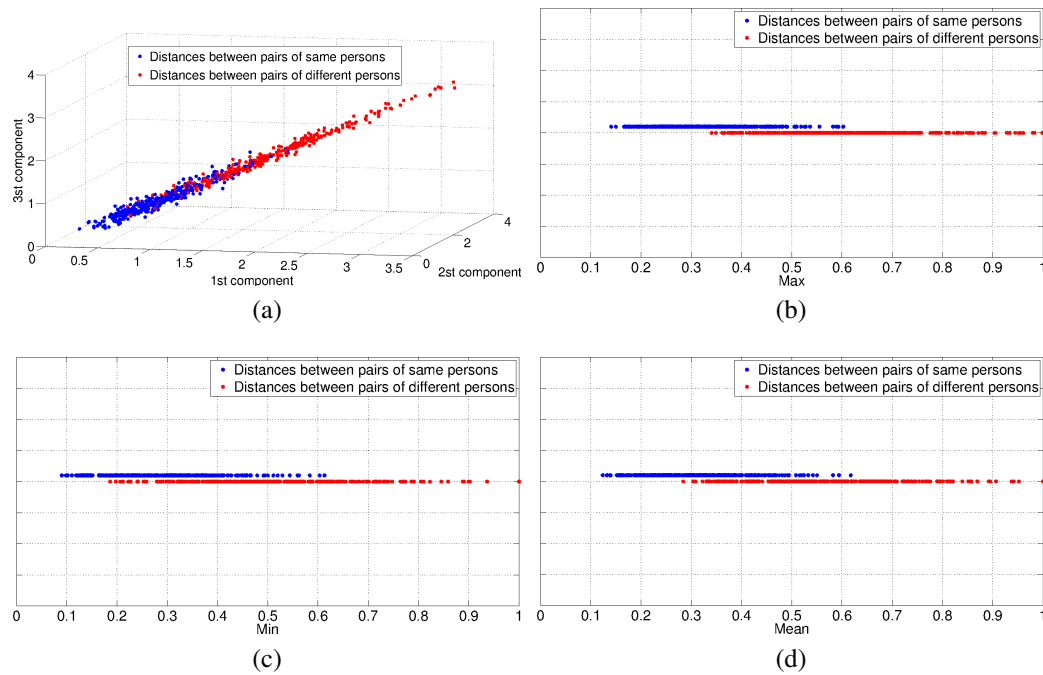 Distances between pairs of same persons
Distances between pairs of different persons
4
3
2
1
0
3st component
0
0.5
1
1.5
2
2.5
3
3.5
1st component
0
2
4
2st component
(a)
Distances between pairs of same persons
Distances between pairs of different persons
0 0.1 0.2 0.3 0.4 0.5 0.6 0.7 0.8 0.9 1
Max
(b)
Distances between pairs of same persons
Distances between pairs of different persons
0 0.1 0.2 0.3 0.4 0.5 0.6 0.7 0.8 0.9 1
Min
(c)
Distances between pairs of same persons
Distances between pairs of different persons
0 0.1 0.2 0.3 0.4 0.5 0.6 0.7 0.8 0.9 1
Mean
(d)